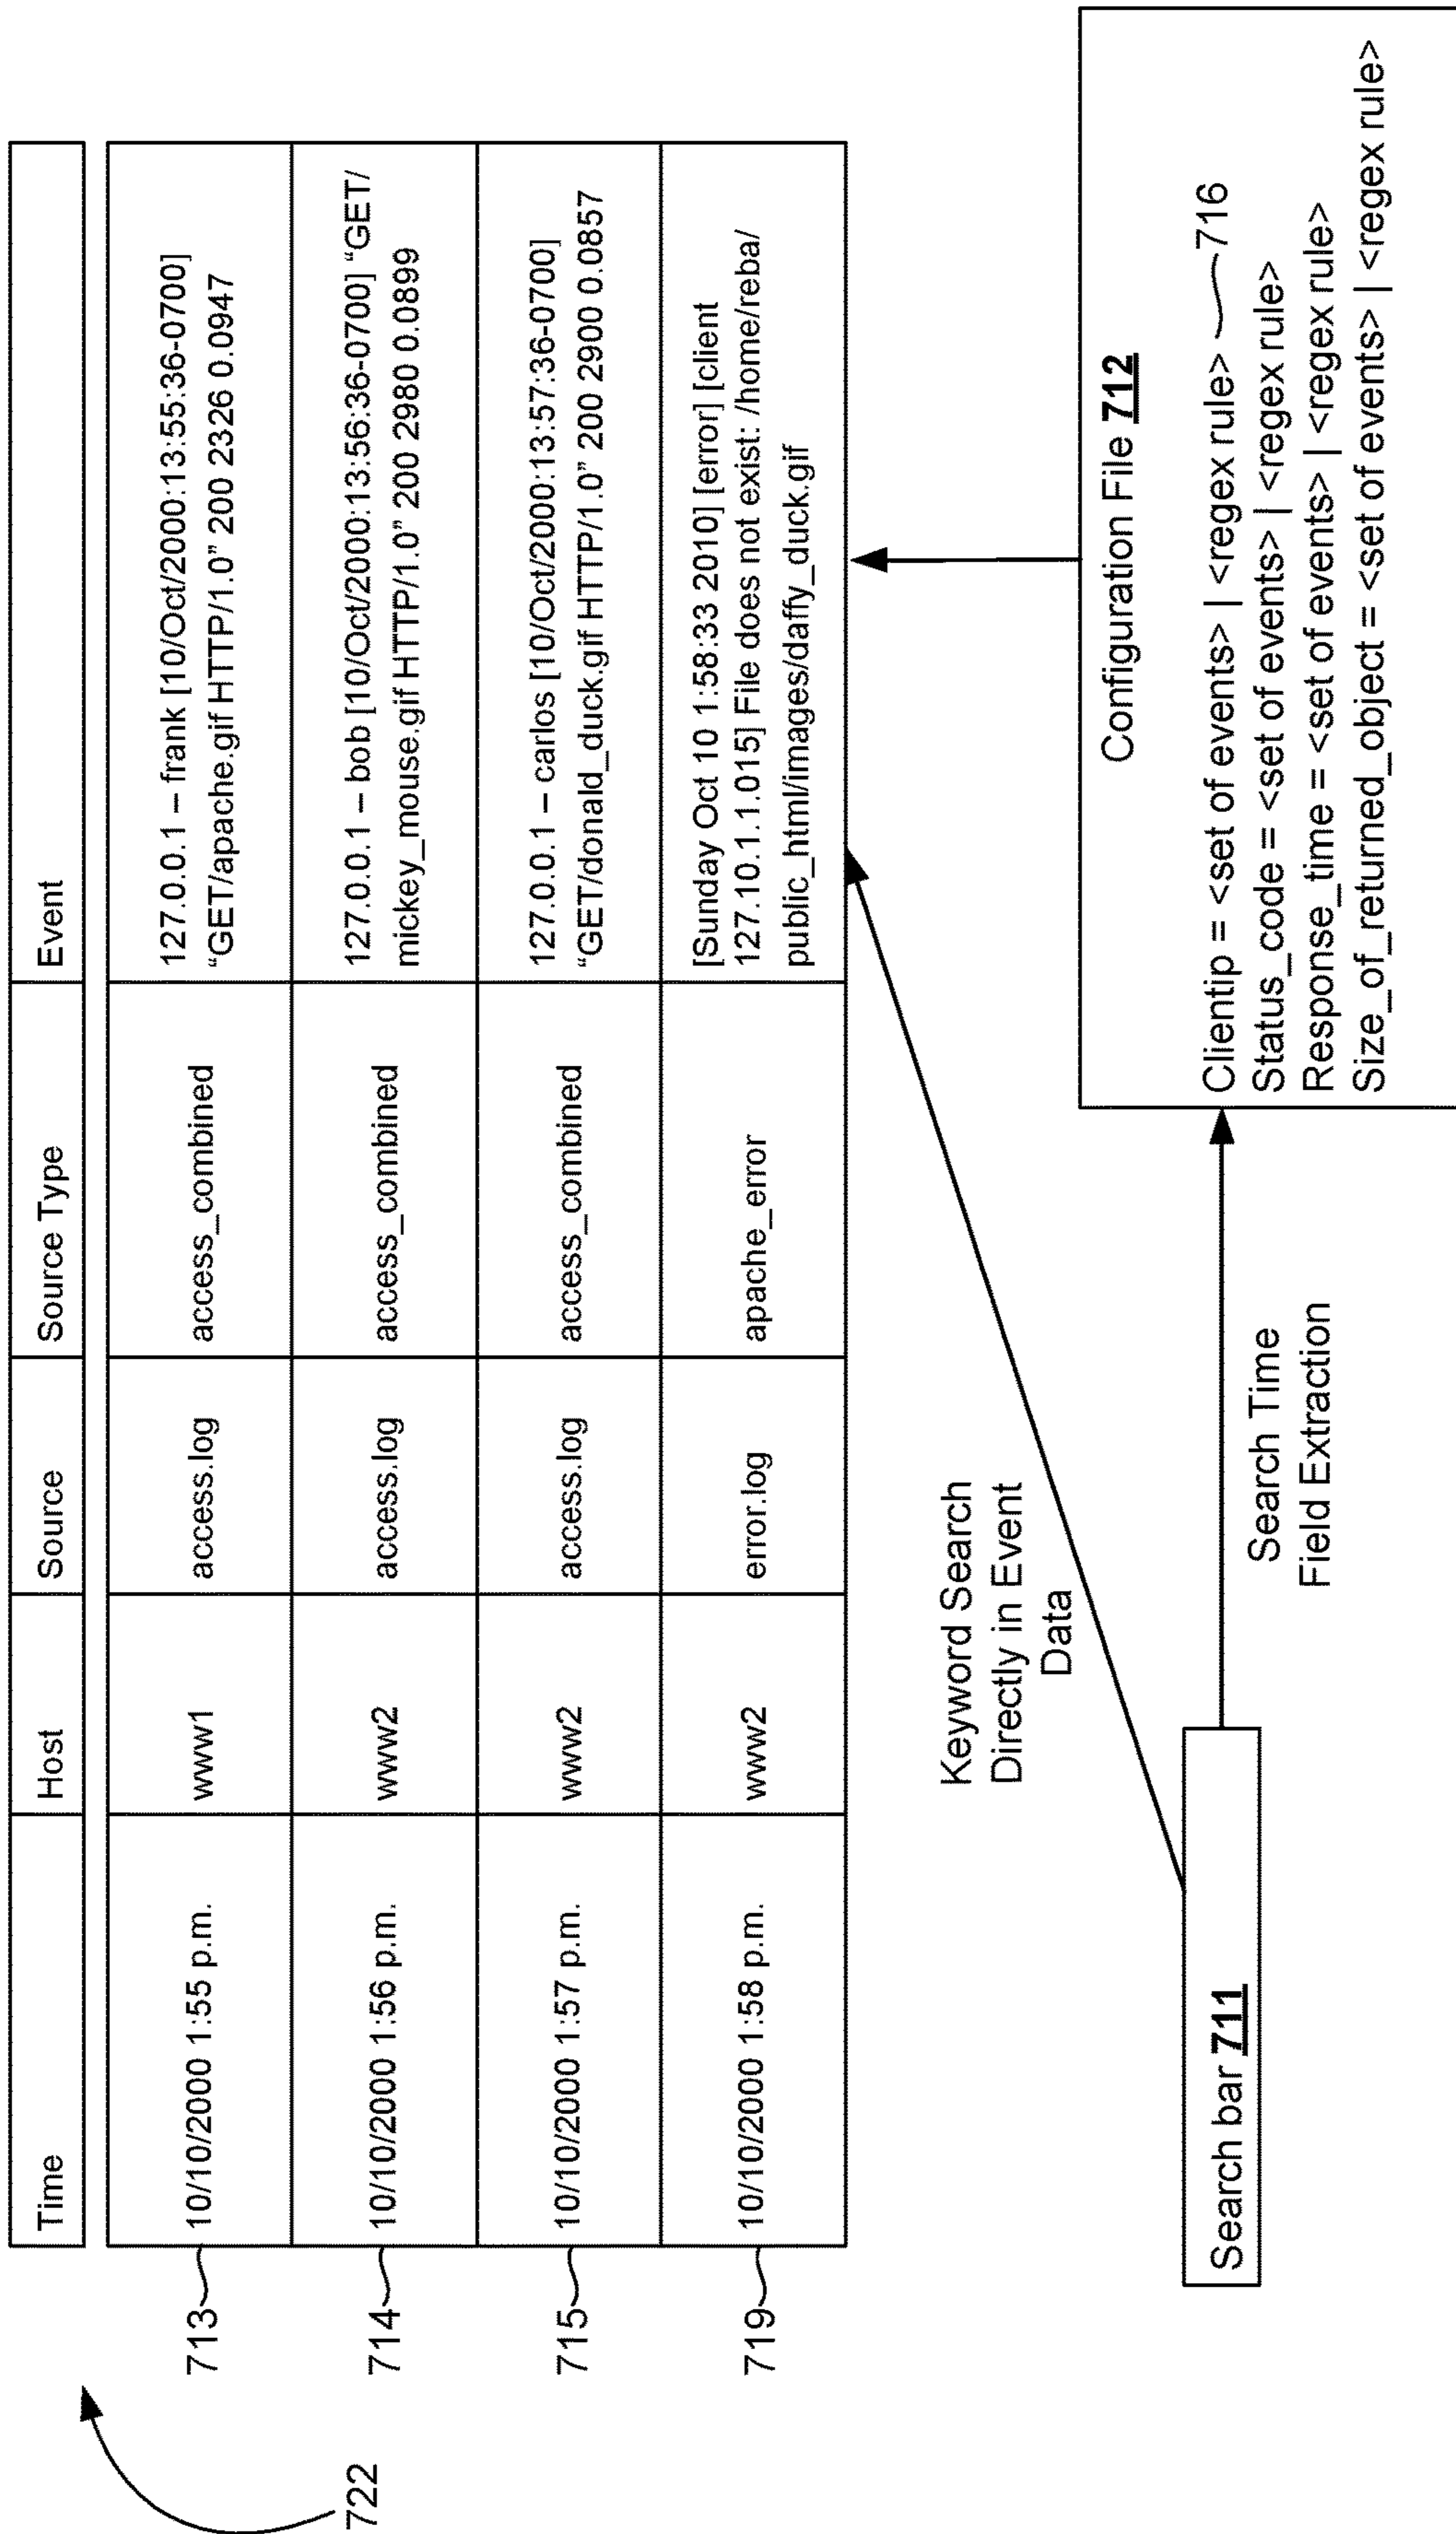 722
Time Host Source Source Type Event
713 10/10/2000 1:55 p.m. www1 access.log access_combined 127.0.0.1 – frank [10/Oct/2000:13:55:36-0700]
“GET/apache.gif HTTP/1.0” 200 2326 0.0947
714 10/10/2000 1:56 p.m. www2 access.log access_combined 127.0.0.1 – bob [10/Oct/2000:13:56:36-0700] “GET/
mickey_mouse.gif HTTP/1.0” 200 2980 0.0899
715 10/10/2000 1:57 p.m. www2 access.log access_combined 127.0.0.1 – carlos [10/Oct/2000:13:57:36-0700]
“GET/donald_duck.gif HTTP/1.0” 200 2900 0.0857
719 10/10/2000 1:58 p.m. www2 error.log apache_error [Sunday Oct 10 1:58:33 2010] [error] [client
127.10.1.1.015] File does not exist: /home/reba/
public_html/images/daffy_duck.gif
Keyword Search
Directly in Event
Data
Search bar 711
Search Time
Field Extraction
Configuration File 712
Clientip = <set of events> | <regex rule> 716
Status_code = <set of events> | <regex rule>
Response_time = <set of events> | <regex rule>
Size_of_returned_object = <set of events> | <regex rule>